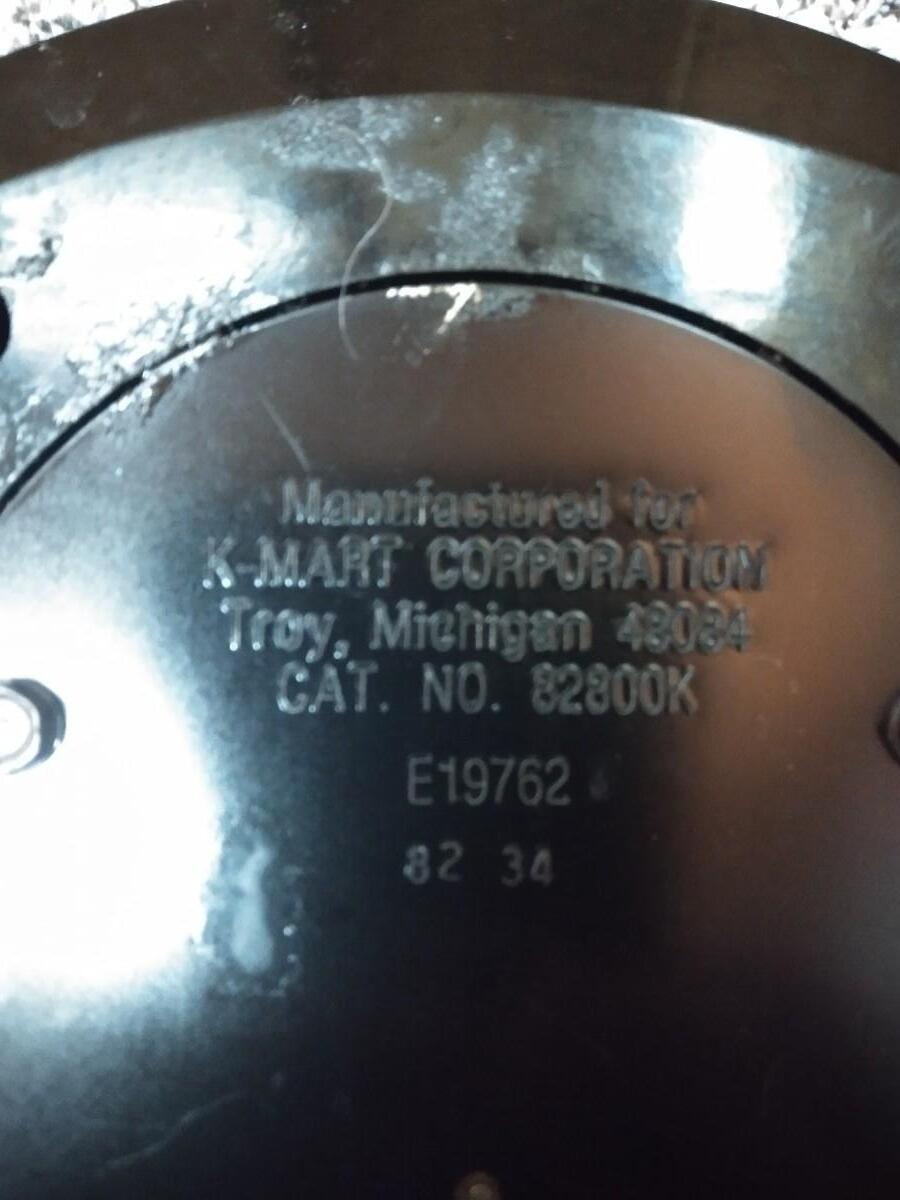 Manufactured for
K-MART CORPORATION
Troy, Michigan 48084
CAT. NO. 82800K
E19762
82 34